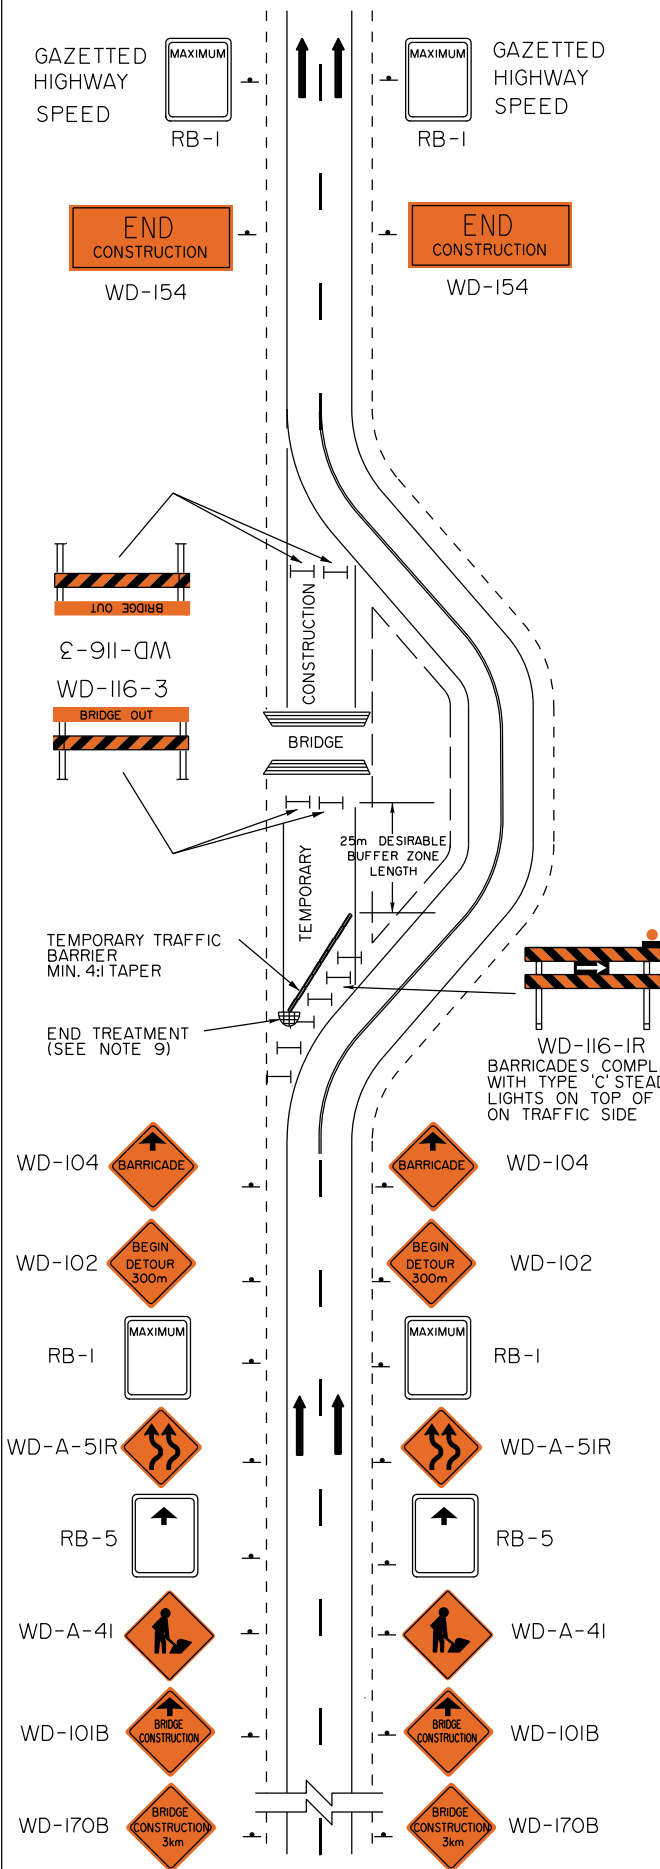 GAZETTED
HIGHWAY
SPEED
MAXIMUM
RB-1
MAXIMUM
RB-1
GAZETTED
HIGHWAY
SPEED
END
CONSTRUCTION
WD-154
END
CONSTRUCTION
WD-154
BRIDGE OUT
WD-116-3
WD-116-3
BRIDGE OUT
CONSTRUCTION
BRIDGE
TEMPORARY
25m DESIRABLE
BUFFER ZONE
LENGTH
TEMPORARY TRAFFIC
BARRIER
MIN. 4:1 TAPER
END TREATMENT
(SEE NOTE 9)
WD-116-1R
BARRICADES COMPL
WITH TYPE 'C' STEAD
LIGHTS ON TOP OF
ON TRAFFIC SIDE
WD-104
BARRICADE
BARRICADE
WD-104
WD-102
BEGIN
DETOUR
300m
BEGIN
DETOUR
300m
WD-102
RB-1
MAXIMUM
MAXIMUM
RB-1
WD-A-51R
WD-A-51R
RB-5
RB-5
WD-A-41
WD-A-41
WD-101B
BRIDGE
CONSTRUCTION
BRIDGE
CONSTRUCTION
WD-101B
WD-170B
BRIDGE
CONSTRUCTION
3km
BRIDGE
CONSTRUCTION
3km
WD-170B